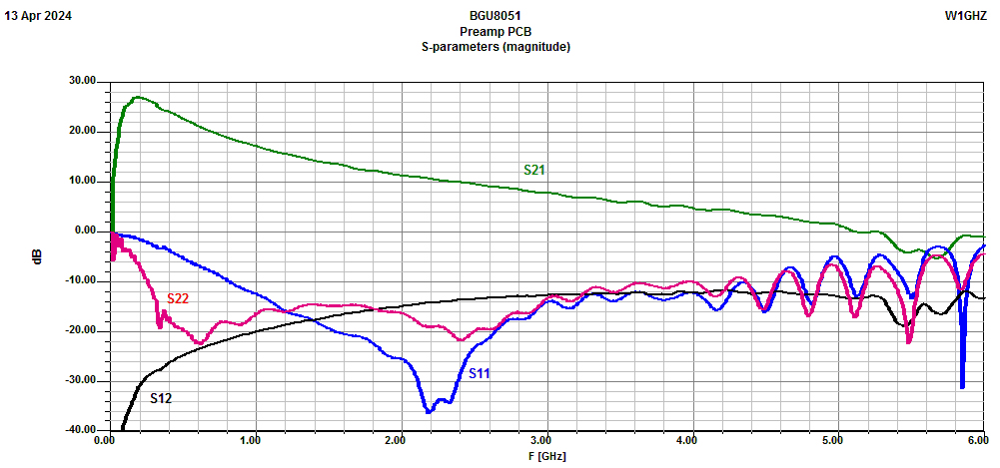 13 Apr 2024 BGU8051 W1GHZ
Preamp PCB
S-parameters (magnitude)
30.00
20.00
10.00
0.00
-10.00
-20.00
-30.00
-40.00
dB
S21
S22
S11
S12
0.00 1.00 2.00 3.00 4.00 5.00 6.00
F [GHz]